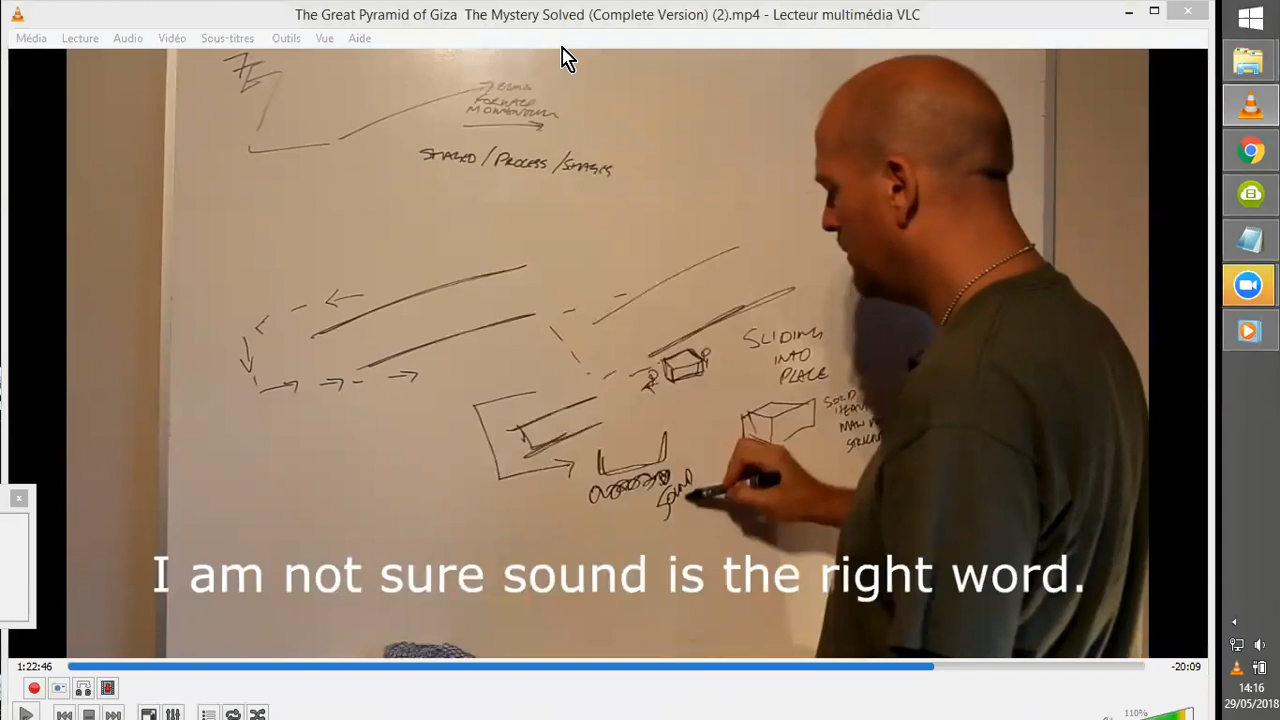 The Great Pyramid of Giza  The Mystery Solved (Complete Version) (2).mp4 - Lecteur multimédia VLC
Média Lecture Audio Vidéo Sous-titres Outils Vue Aide
FORWARD
MOMENTUM
SHARED/PROCESS/STAGES
SLIDING
INTO
PLACE
SOLID
I am not sure sound is the right word.
1:22:46
-20:09
110%
14:16
29/05/2018